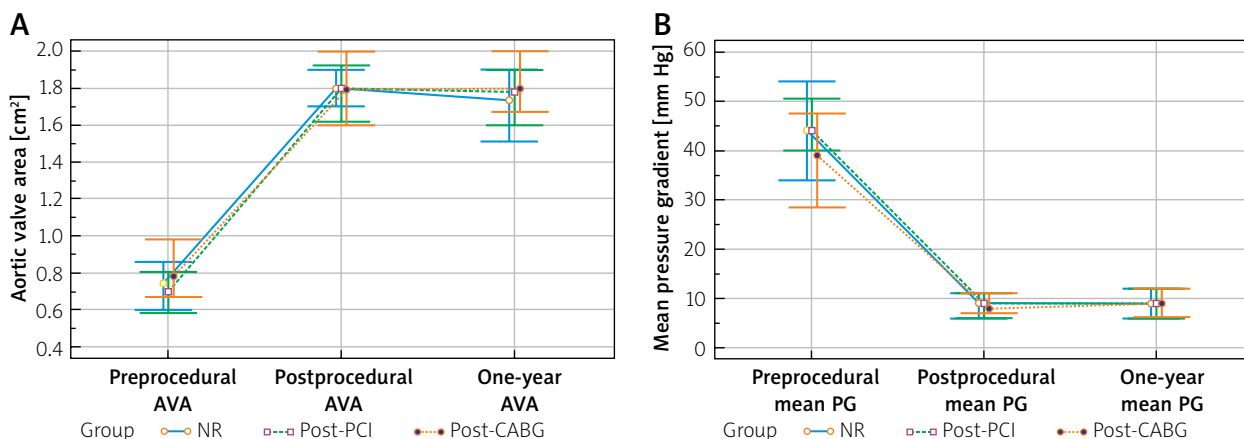 A
Aortic valve area [cm²]
2.0
1.8
1.6
1.4
1.2
1.0
0.8
0.6
0.4
Preprocedural AVA
Postprocedural AVA
One-year AVA
Group NR Post-PCI Post-CABG
B
Mean pressure gradient [mm Hg]
60
50
40
30
20
10
0
Preprocedural mean PG
Postprocedural mean PG
One-year mean PG
Group NR Post-PCI Post-CABG